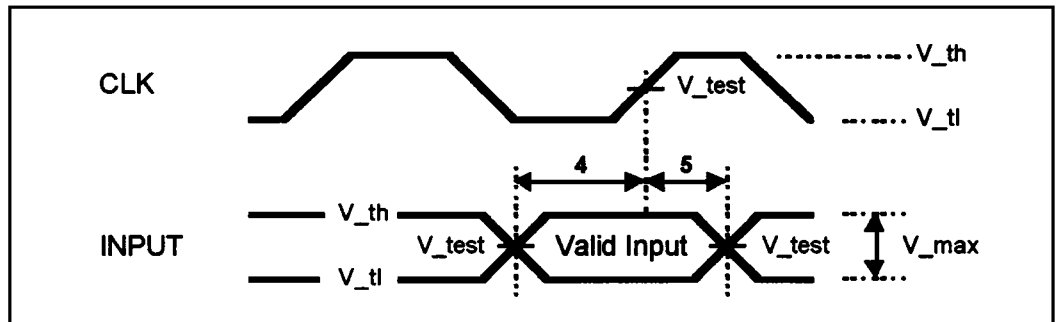 CLK
V_th
V_test
V_tl
4
5
V_th
INPUT
V_test
Valid Input
V_test
V_max
V_tl